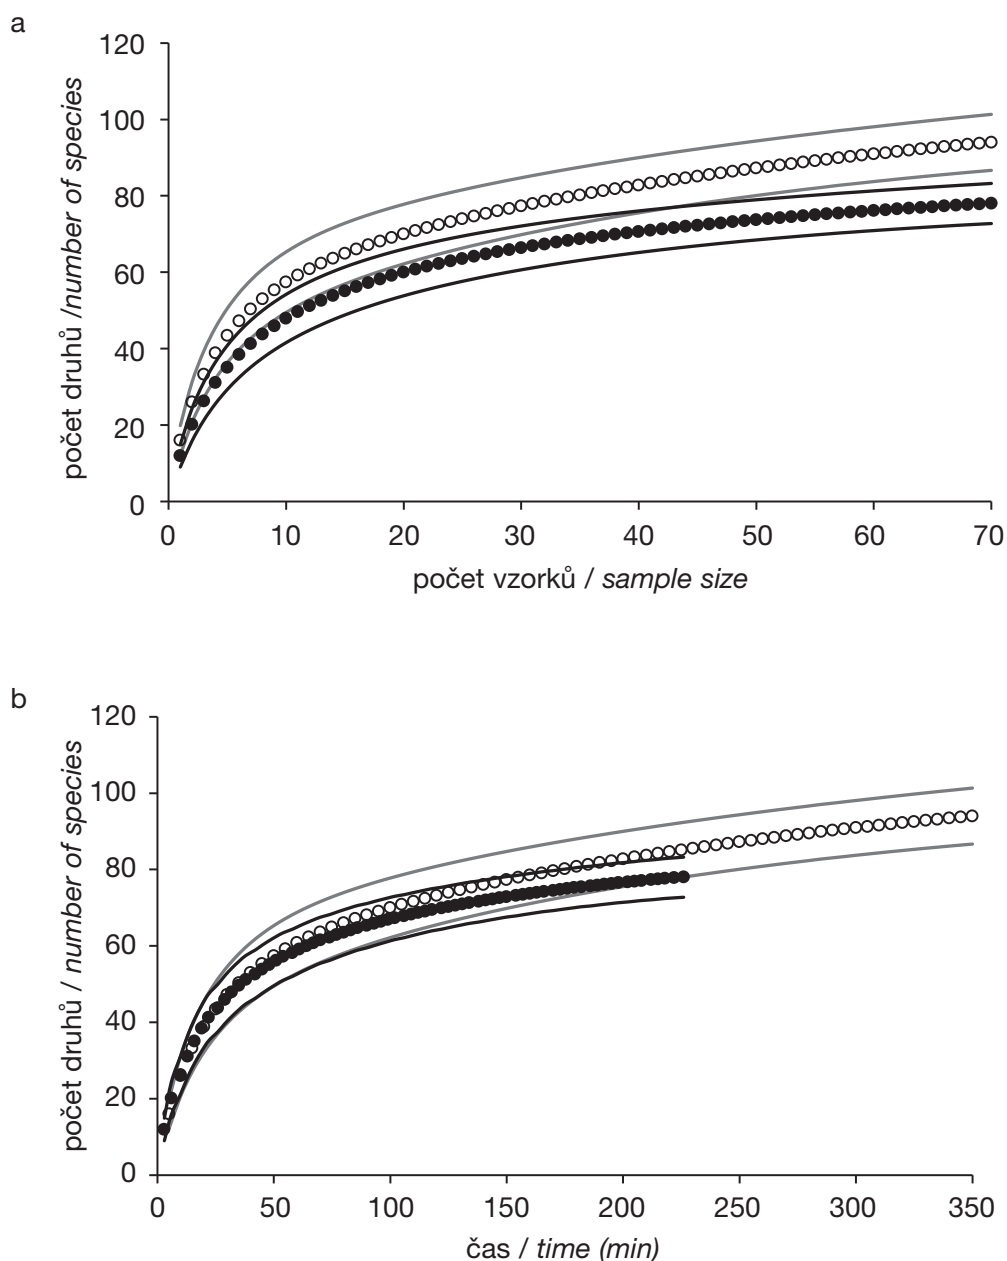 a
120
100
80
60
40
20
0
počet druhů /number of species
0 10 20 30 40 50 60 70
počet vzorků / sample size
b
120
100
80
60
40
20
0
počet druhů / number of species
0 50 100 150 200 250 300 350
čas / time (min)